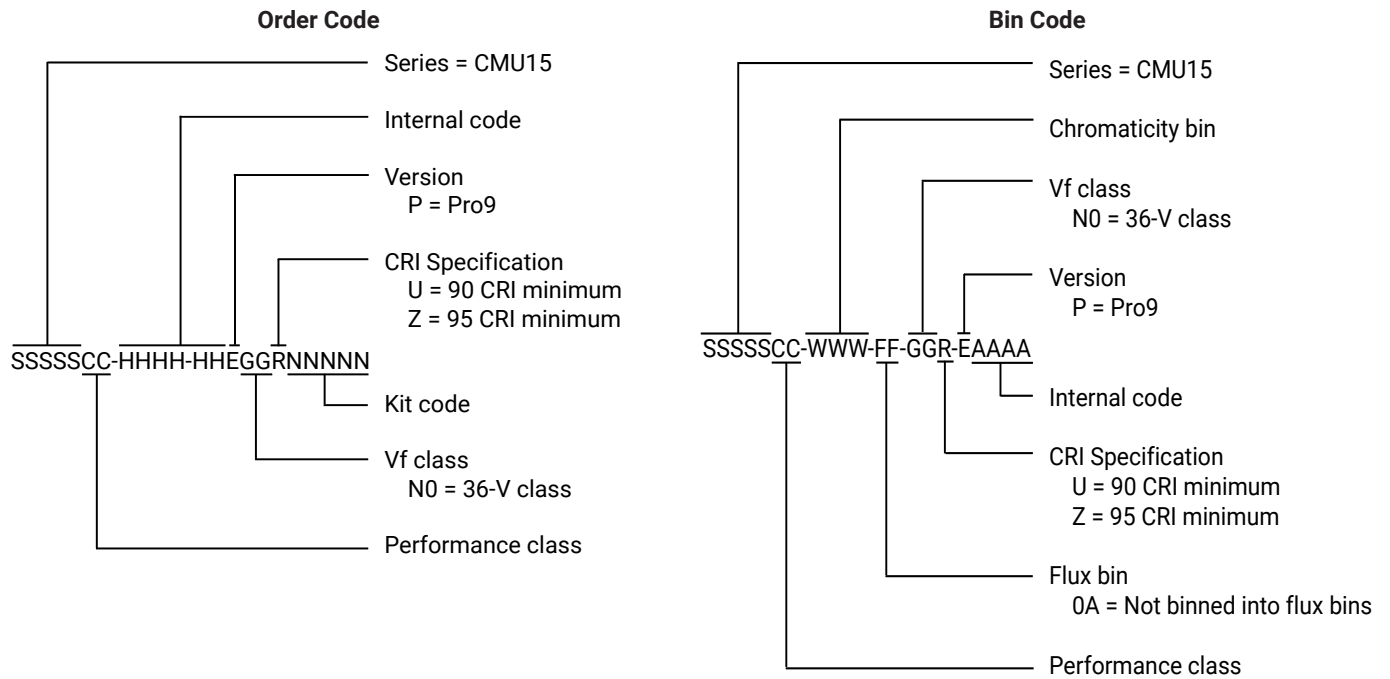 Order Code
Series = CMU15
Internal code
Version
P = Pro9
CRI Specification
U = 90 CRI minimum
Z = 95 CRI minimum
SSSSSCC-HHHH-HHEGGRNNNNN
Kit code
Vf class
N0 = 36-V class
Performance class
Bin Code
Series = CMU15
Chromaticity bin
Vf class
N0 = 36-V class
Version
P = Pro9
SSSSSCC-WWW-FF-GGR-EAAAA
Internal code
CRI Specification
U = 90 CRI minimum
Z = 95 CRI minimum
Flux bin
0A = Not binned into flux bins
Performance class